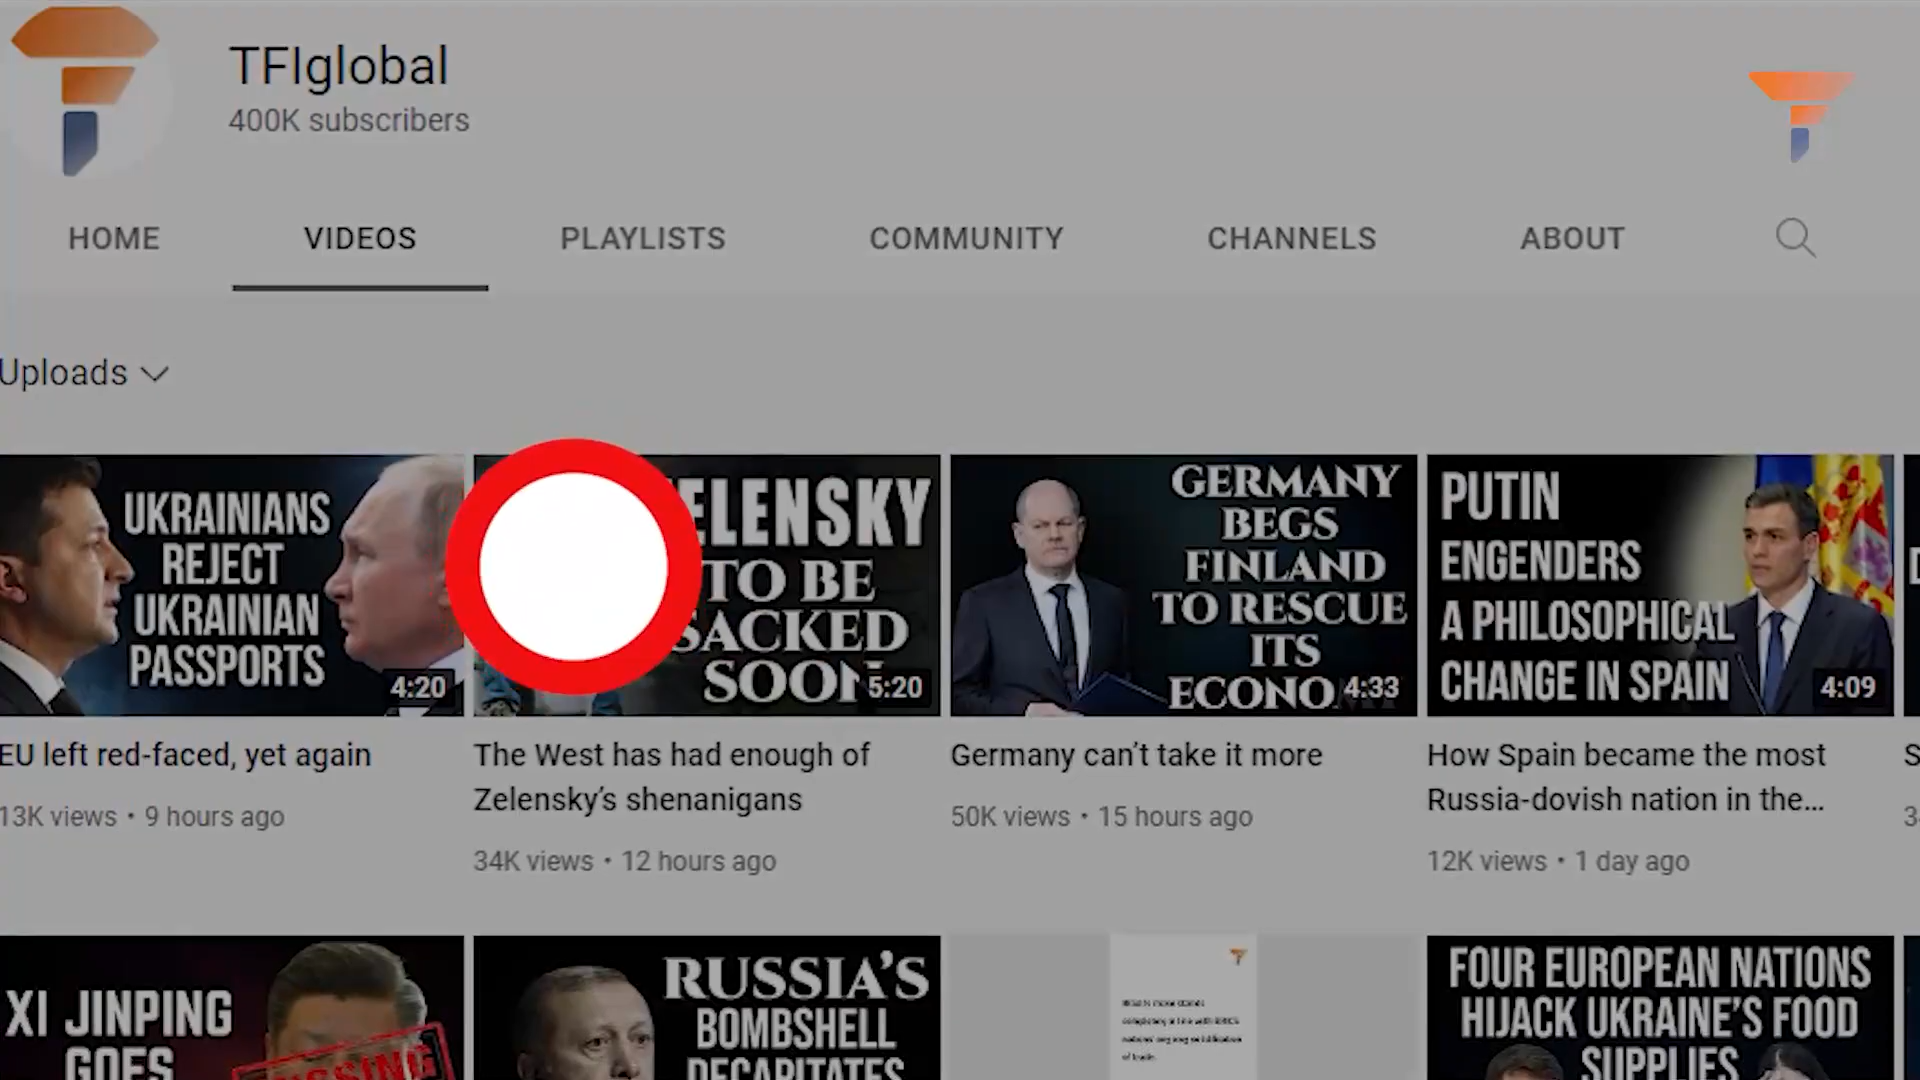 TFIglobal
400K subscribers
HOME VIDEOS PLAYLISTS COMMUNITY CHANNELS ABOUT
Uploads
UKRAINIANS
REJECT
UKRAINIAN
PASSPORTS
4:20
ELENSKY
TO BE
SACKED
SOON
5:20
GERMANY
BEGS
FINLAND
TO RESCUE
ITS
ECONO
4:33
PUTIN
ENGENDERS
A PHILOSOPHICAL
CHANGE IN SPAIN
4:09
EU left red-faced, yet again
13K views • 9 hours ago
The West has had enough of
Zelensky's shenanigans
34K views • 12 hours ago
Germany can't take it more
50K views • 15 hours ago
How Spain became the most
Russia-dovish nation in the...
12K views • 1 day ago
XI JINPING
GOES
RUSSIA'S
BOMBSHELL
DECAPITATES
FOUR EUROPEAN NATIONS
HIJACK UKRAINE'S FOOD
SUPPLIES